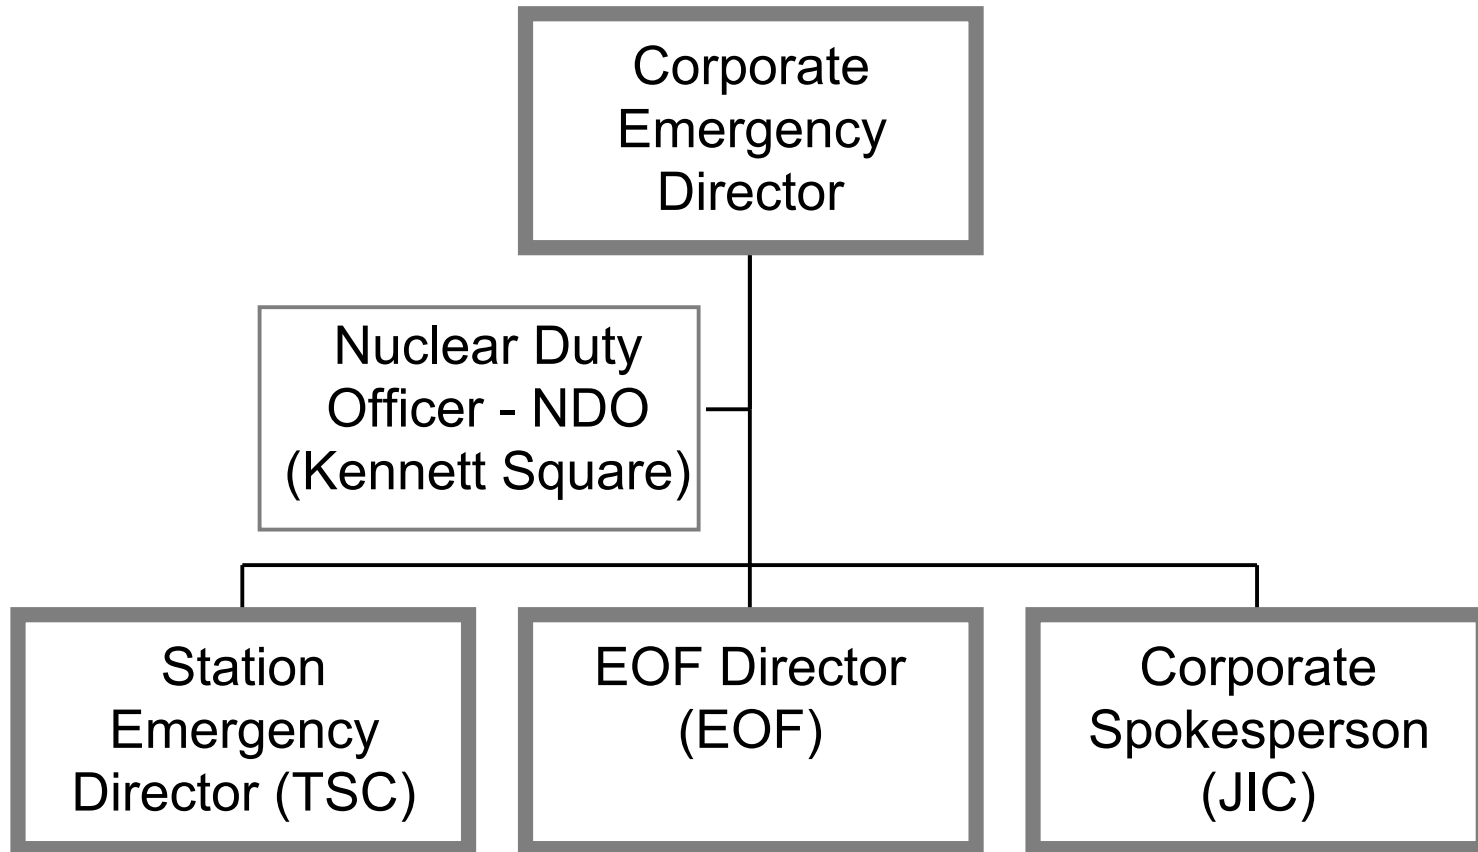 Corporate
Emergency
Director
Nuclear Duty
Officer - NDO
(Kennett Square)
Station
Emergency
Director (TSC)
EOF Director
(EOF)
Corporate
Spokesperson
(JIC)